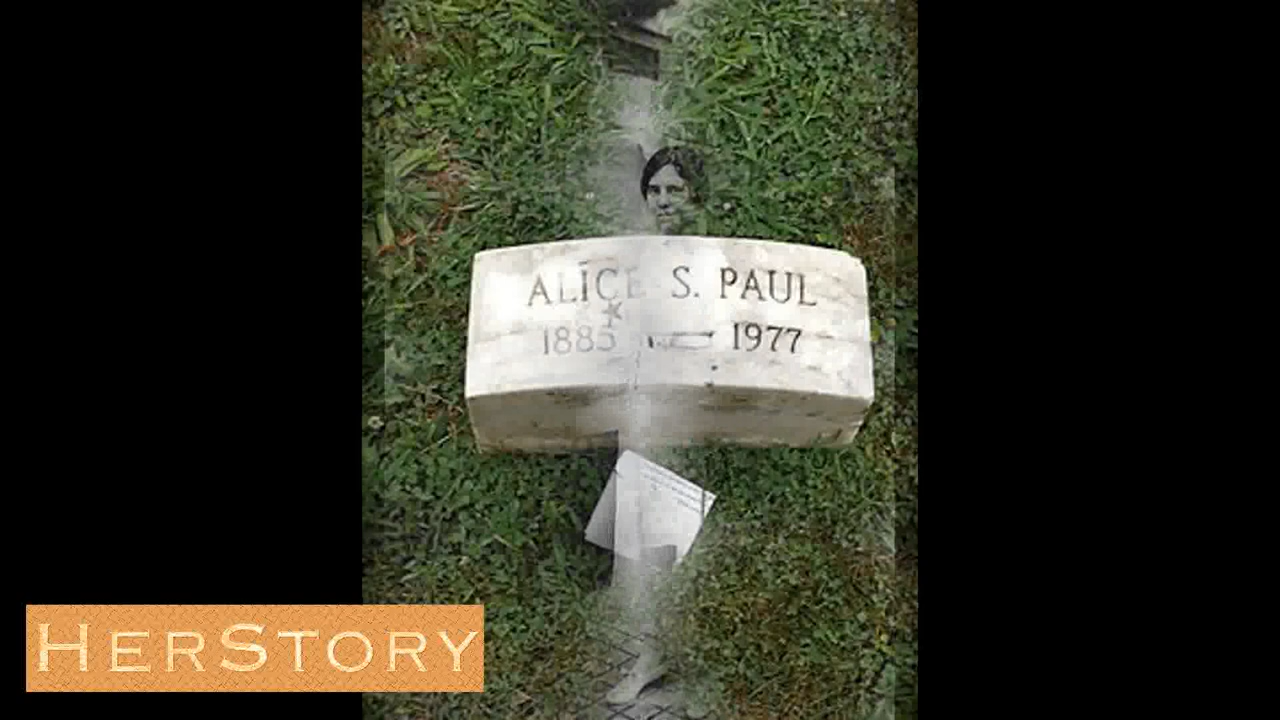 ALICE S. PAUL
1885 — 1977
HERSTORY